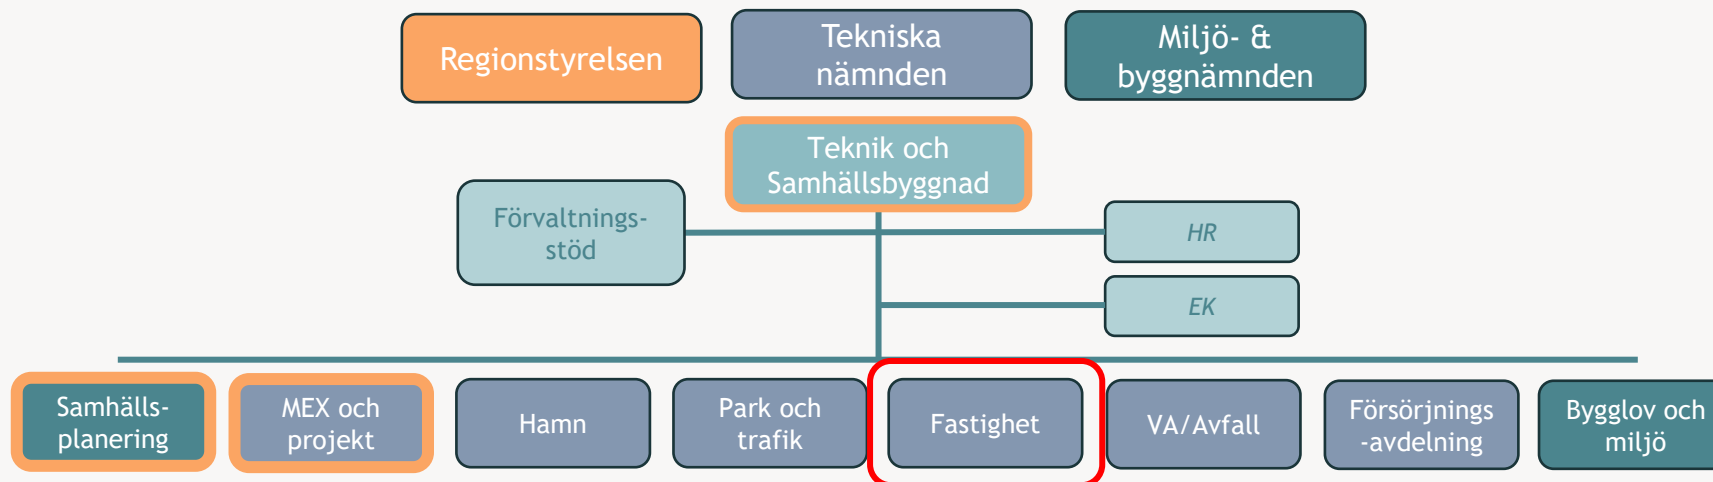 Regionstyrelsen
Tekniska
nämnden
Miljö- &
byggnämnden
Teknik och
Samhällsbyggnad
Förvaltnings-
stöd
HR
EK
Samhälls-
planering
MEX och
projekt
Hamn
Park och
trafik
Fastighet
VA/Avfall
Försörjnings
-avdelning
Bygglov och
miljö